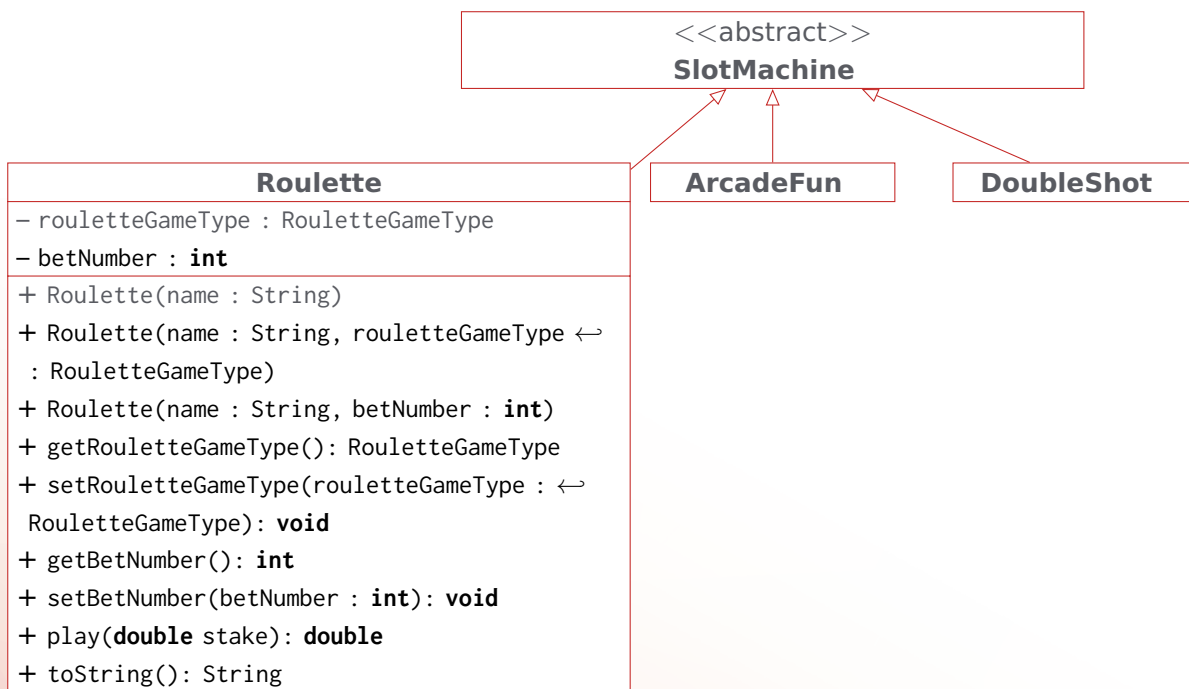 <<abstract>>
SlotMachine
Roulette
ArcadeFun
DoubleShot
– rouletteGameType : RouletteGameType
– betNumber : int
+ Roulette(name : String)
+ Roulette(name : String, rouletteGameType ↩
: RouletteGameType)
+ Roulette(name : String, betNumber : int)
+ getRouletteGameType(): RouletteGameType
+ setRouletteGameType(rouletteGameType : ↩
RouletteGameType): void
+ getBetNumber(): int
+ setBetNumber(betNumber : int): void
+ play(double stake): double
+ toString(): String